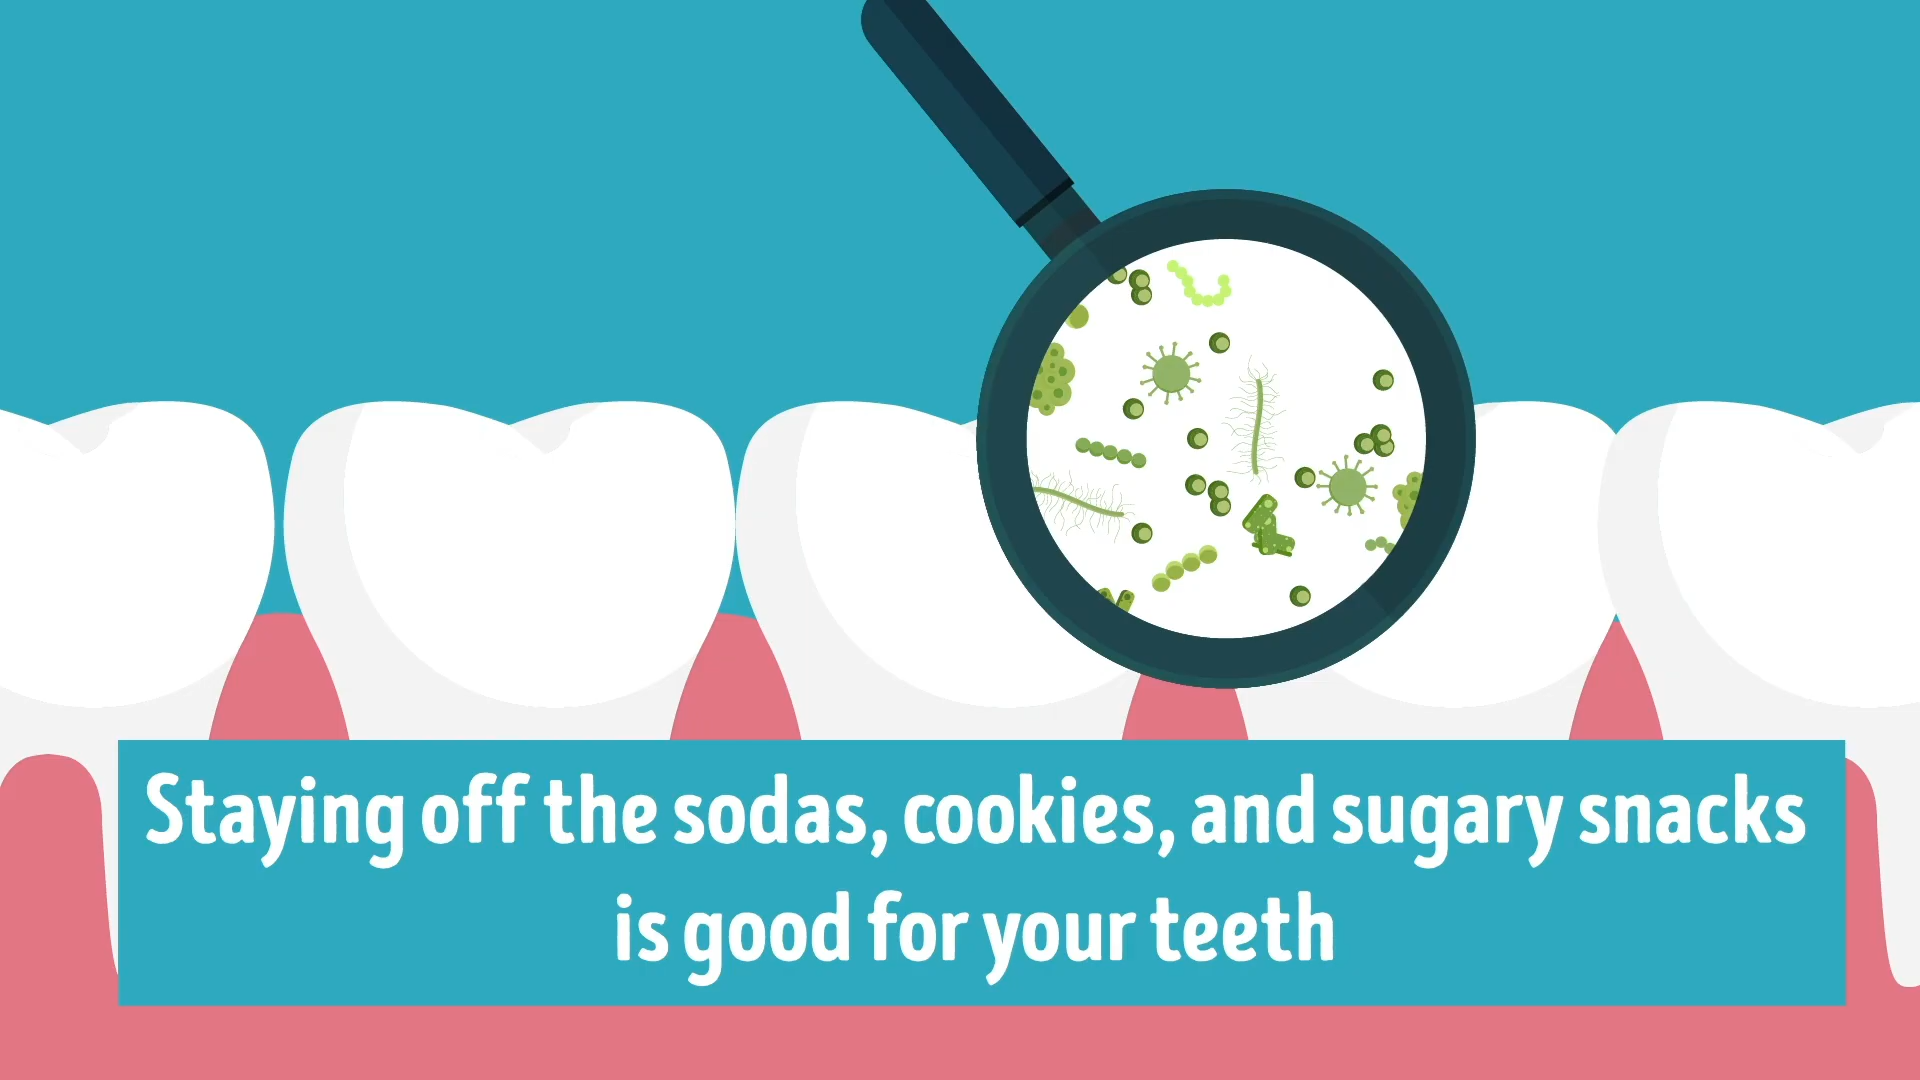 Staying off the sodas, cookies, and sugary snacks
is good for your teeth